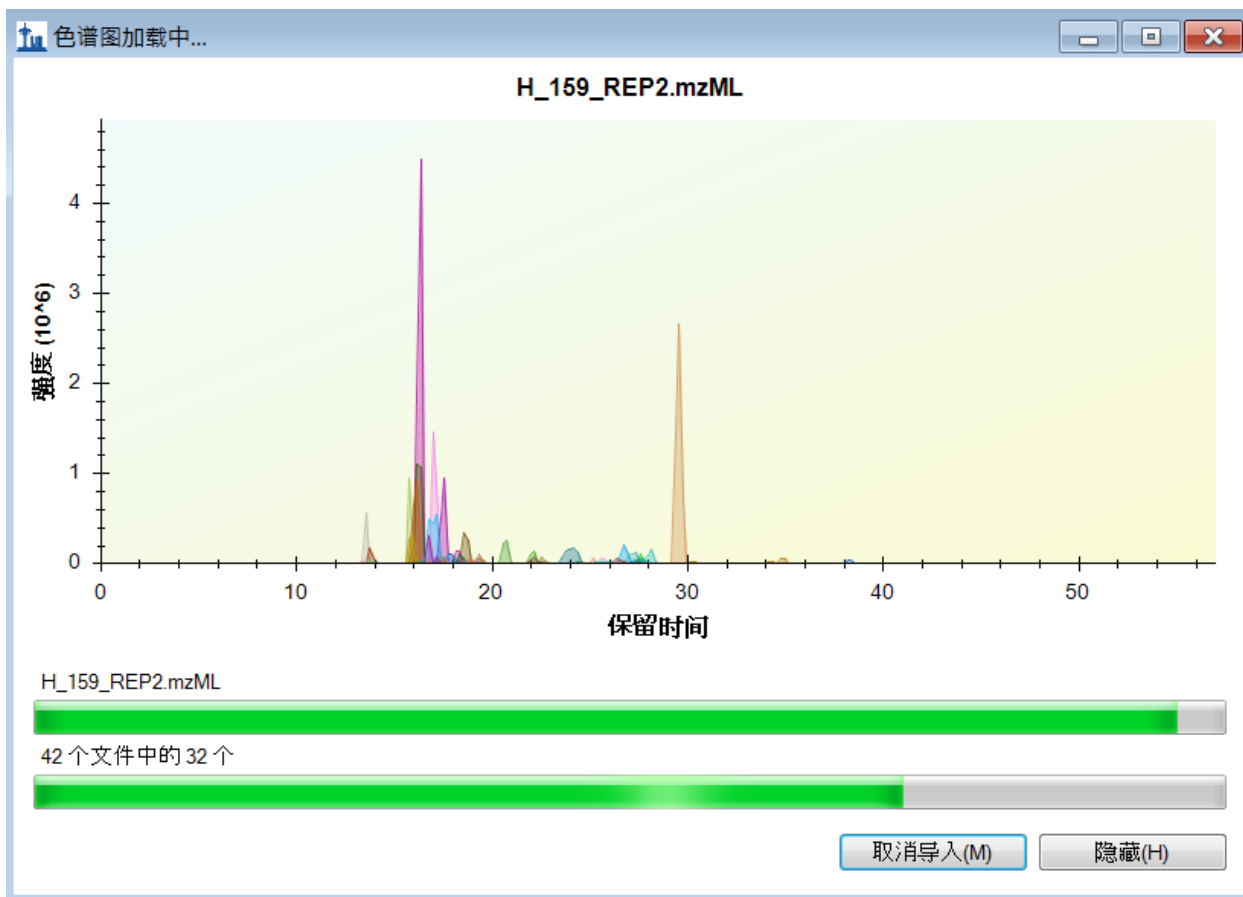 色谱图加载中...
H_159_REP2.mzML
4
3
2
1
0
强度 (10^6)
0 10 20 30 40 50
保留时间
H_159_REP2.mzML
42 个文件中的 32 个
取消导入(M) 隐藏(H)